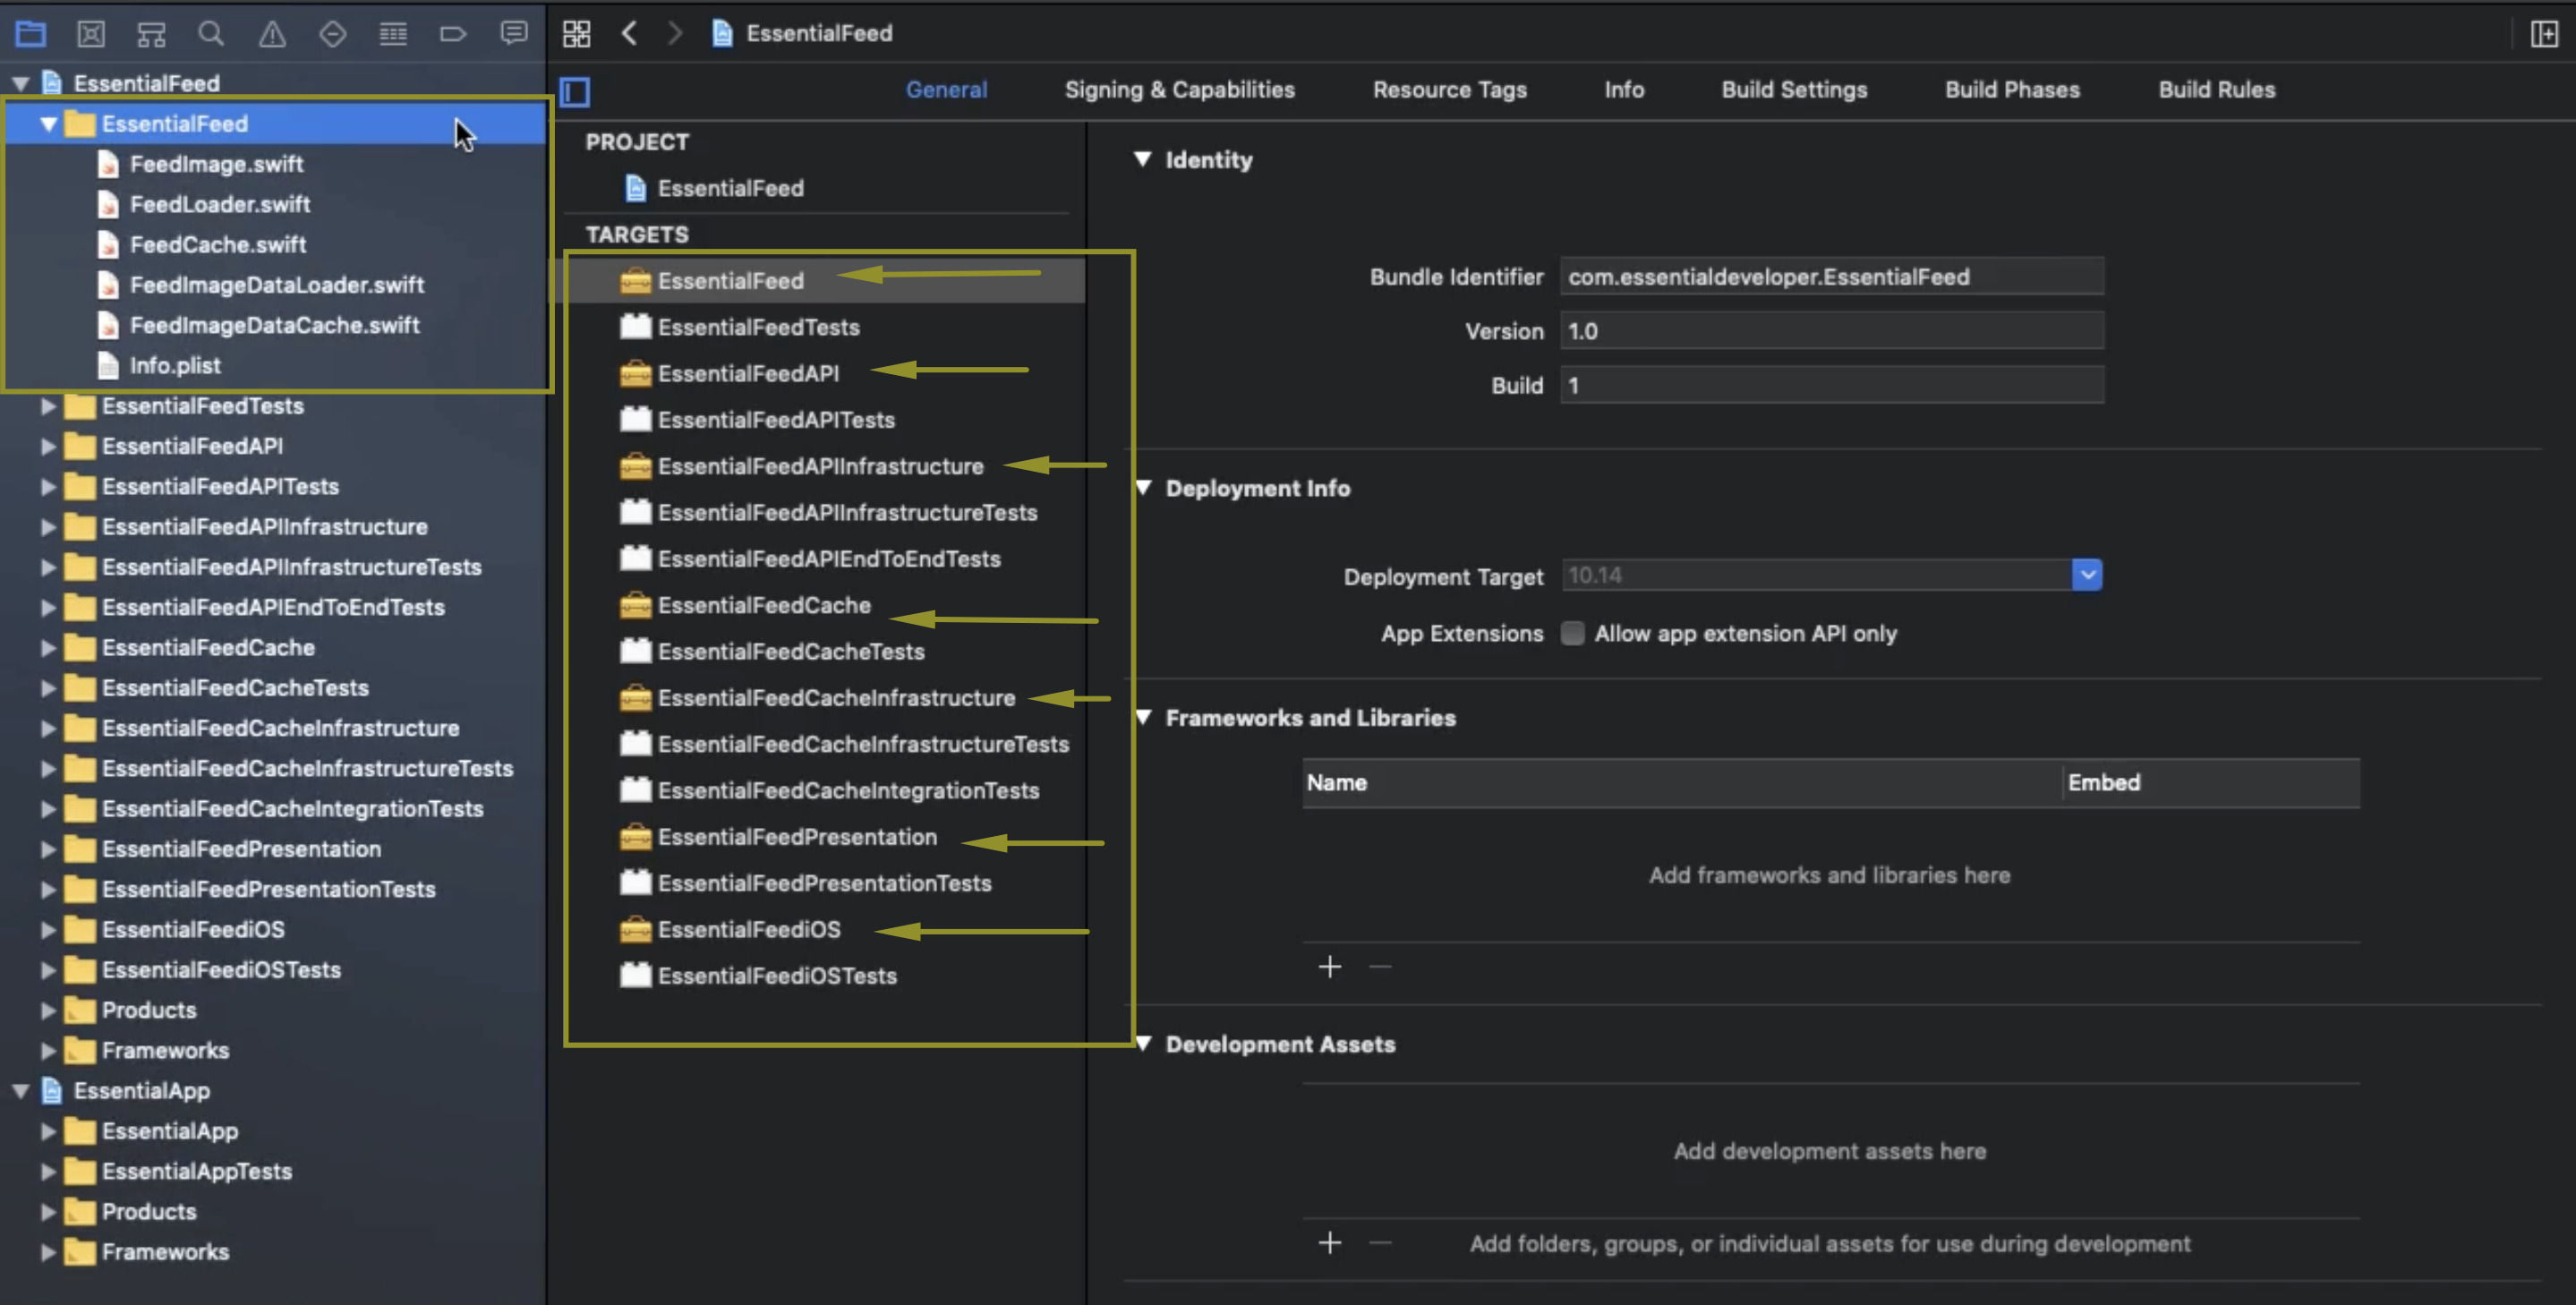 EssentialFeed
EssentialFeed
FeedImage.swift
FeedLoader.swift
FeedCache.swift
FeedImageDataLoader.swift
FeedImageDataCache.swift
Info.plist
EssentialFeedTests
EssentialFeedAPI
EssentialFeedAPITests
EssentialFeedAPIInfrastructure
EssentialFeedAPIInfrastructureTests
EssentialFeedAPIEndToEndTests
EssentialFeedCache
EssentialFeedCacheTests
EssentialFeedCacheInfrastructure
EssentialFeedCacheInfrastructureTests
EssentialFeedCacheIntegrationTests
EssentialFeedPresentation
EssentialFeedPresentationTests
EssentialFeediOS
EssentialFeediOSTests
Products
Frameworks
EssentialApp
EssentialApp
EssentialAppTests
Products
Frameworks
EssentialFeed
General Signing & Capabilities Resource Tags Info Build Settings Build Phases Build Rules
PROJECT
EssentialFeed
TARGETS
EssentialFeed
EssentialFeedTests
EssentialFeedAPI
EssentialFeedAPITests
EssentialFeedAPIInfrastructure
EssentialFeedAPIInfrastructureTests
EssentialFeedAPIEndToEndTests
EssentialFeedCache
EssentialFeedCacheTests
EssentialFeedCacheInfrastructure
EssentialFeedCacheInfrastructureTests
EssentialFeedCacheIntegrationTests
EssentialFeedPresentation
EssentialFeedPresentationTests
EssentialFeediOS
EssentialFeediOSTests
Identity
Bundle Identifier com.essentialdeveloper.EssentialFeed
Version 1.0
Build 1
Deployment Info
Deployment Target 10.14
App Extensions Allow app extension API only
Frameworks and Libraries
Name Embed
Add frameworks and libraries here
Development Assets
Add development assets here
Add folders, groups, or individual assets for use during development